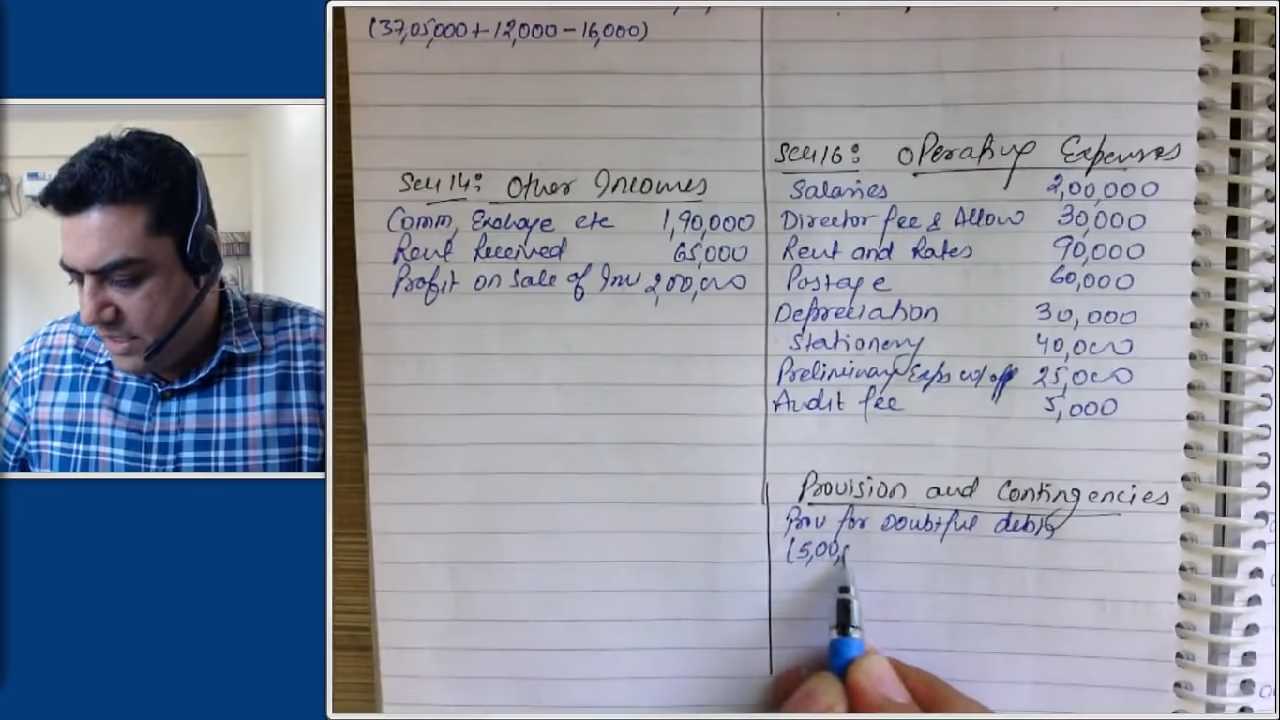 (37,05,000+12,000-16,000)
Sch 14: Other Incomes
Comm, Exchange etc 1,90,000
Rent Received 65,000
Profit on Sale of Inv 2,00,000
Sch 16: Operating Expenses
Salaries 2,00,000
Director fee & Allow 30,000
Rent and Rates 90,000
Postage 60,000
Depreciation 30,000
Stationery 40,000
Preliminary Exps w/off 25,000
Audit fee 5,000
Provision and Contingencies
Prov for Doubtful debts
(5,00,